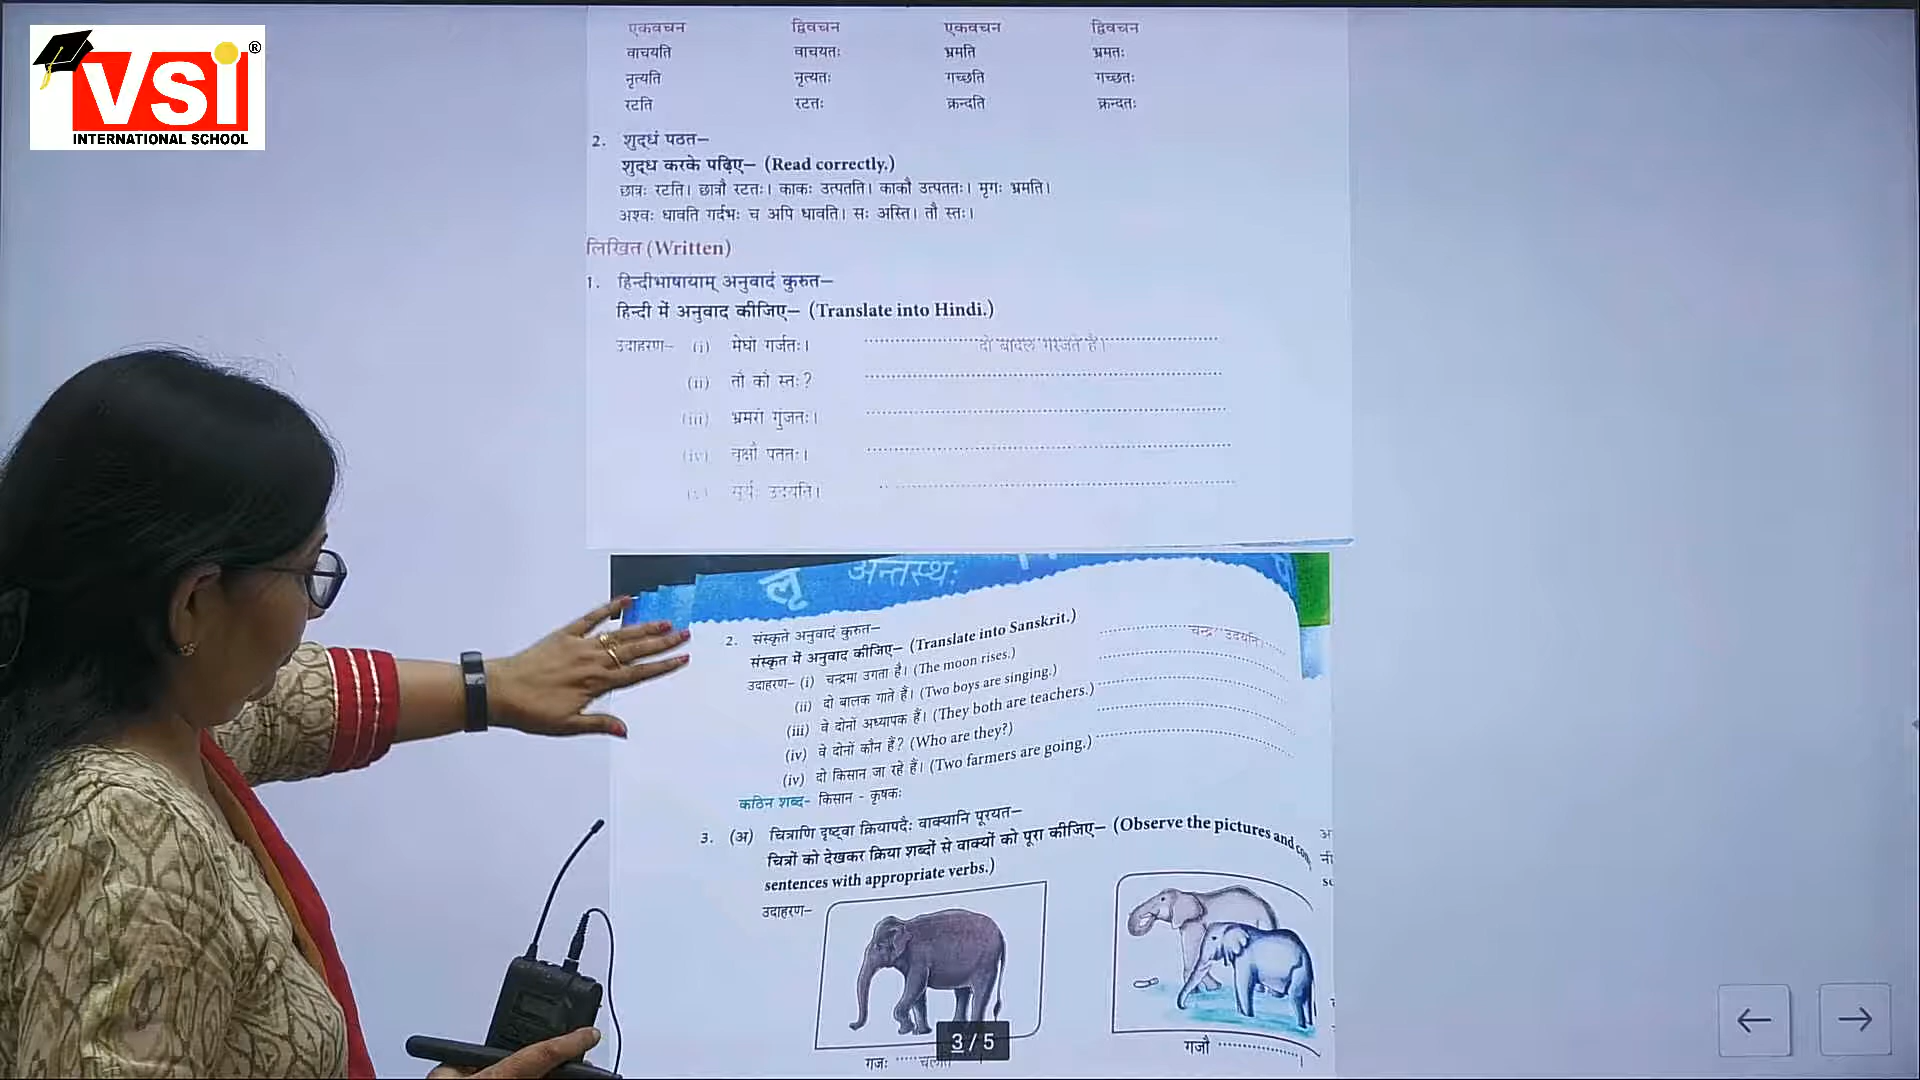 VSI ®
INTERNATIONAL SCHOOL
एकवचन द्विवचन एकवचन द्विवचन
वाचयति वाचयतः भ्रमति भ्रमतः
नृत्यति नृत्यतः गच्छति गच्छतः
रटति रटतः क्रन्दति क्रन्दतः
2. शुद्धं पठत–
शुद्ध करके पढ़िए– (Read correctly.)
छात्रः रटति। छात्रौ रटतः। काकः उत्पतति। काकौ उत्पततः। मृगः भ्रमति।
अश्वः धावति गर्दभः च अपि धावति। सः अस्ति। तौ स्तः।
लिखित (Written)
1. हिन्दीभाषायाम् अनुवादं कुरुत–
हिन्दी में अनुवाद कीजिए– (Translate into Hindi.)
उदाहरण– (i) मेघौ गर्जतः। दो बादल गरजते हैं।
(ii) तौ कौ स्तः?
(iii) भ्रमरौ गुंजतः।
(iv) वृक्षौ पततः।
(v) सूर्यः उदयति।
लृ अन्तस्थः
2. संस्कृते अनुवादं कुरुत–
संस्कृत में अनुवाद कीजिए– (Translate into Sanskrit.)
उदाहरण– (i) चन्द्रमा उगता है। (The moon rises.) चन्द्रः उदयति।
(ii) दो बालक गाते हैं। (Two boys are singing.)
(iii) वे दोनों अध्यापक हैं। (They both are teachers.)
(iv) वे दोनों कौन हैं? (Who are they?)
(iv) दो किसान जा रहे हैं। (Two farmers are going.)
कठिन शब्द- किसान - कृषकः
3. (अ) चित्राणि दृष्ट्वा क्रियापदैः वाक्यानि पूरयत–
चित्रों को देखकर क्रिया शब्दों से वाक्यों को पूरा कीजिए– (Observe the pictures and
sentences with appropriate verbs.)
उदाहरण–
गजः चलति
गजौ
3 / 5